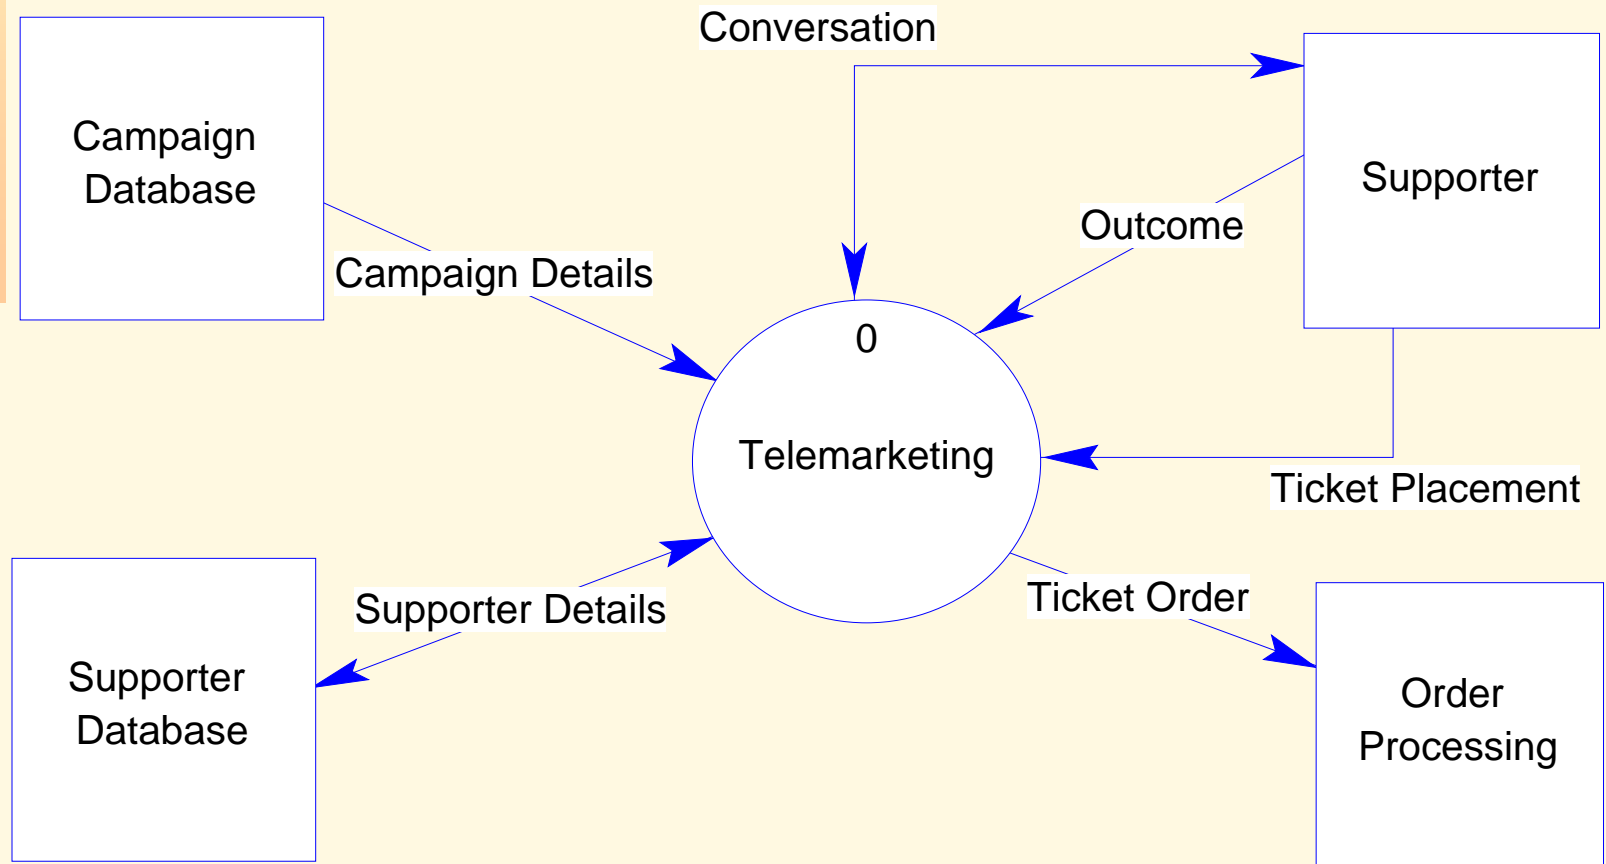 Conversation
Campaign
Database
Supporter
Outcome
Campaign Details
0
Telemarketing
Ticket Placement
Supporter Details
Ticket Order
Supporter
Database
Order
Processing